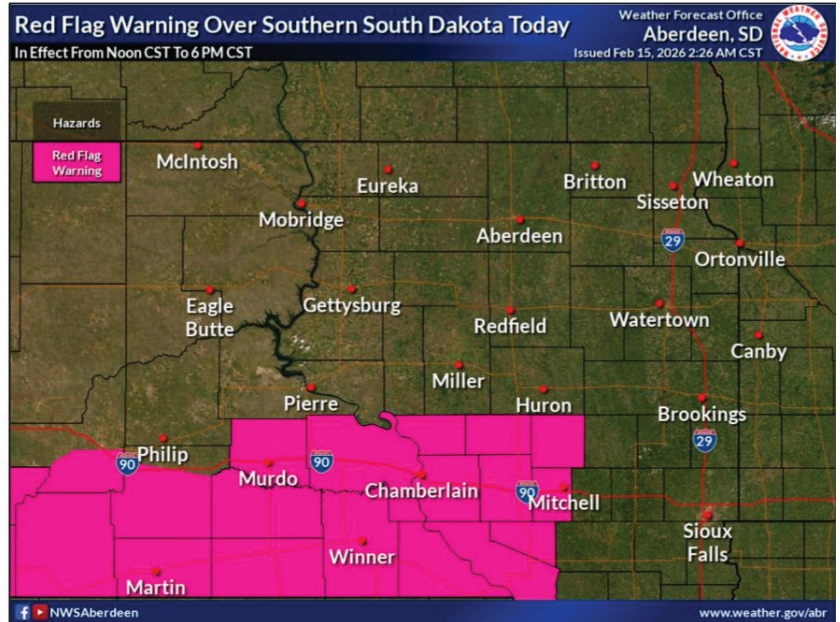 Red Flag Warning Over Southern South Dakota Today
In Effect From Noon CST To 6 PM CST
Weather Forecast Office
Aberdeen, SD
Issued Feb 15, 2026 2:26 AM CST
NATIONAL WEATHER SERVICE
Hazards
Red Flag
Warning
McIntosh
Eureka
Britton
Wheaton
Sisseton
Mobridge
Aberdeen
29
Ortonville
Eagle
Butte
Gettysburg
Redfield
Watertown
Canby
Miller
Pierre
Huron
Brookings
29
Philip
90
Murdo
90
Chamberlain
90
Mitchell
Sioux
Falls
Winner
Martin
NWSAberdeen
www.weather.gov/abr